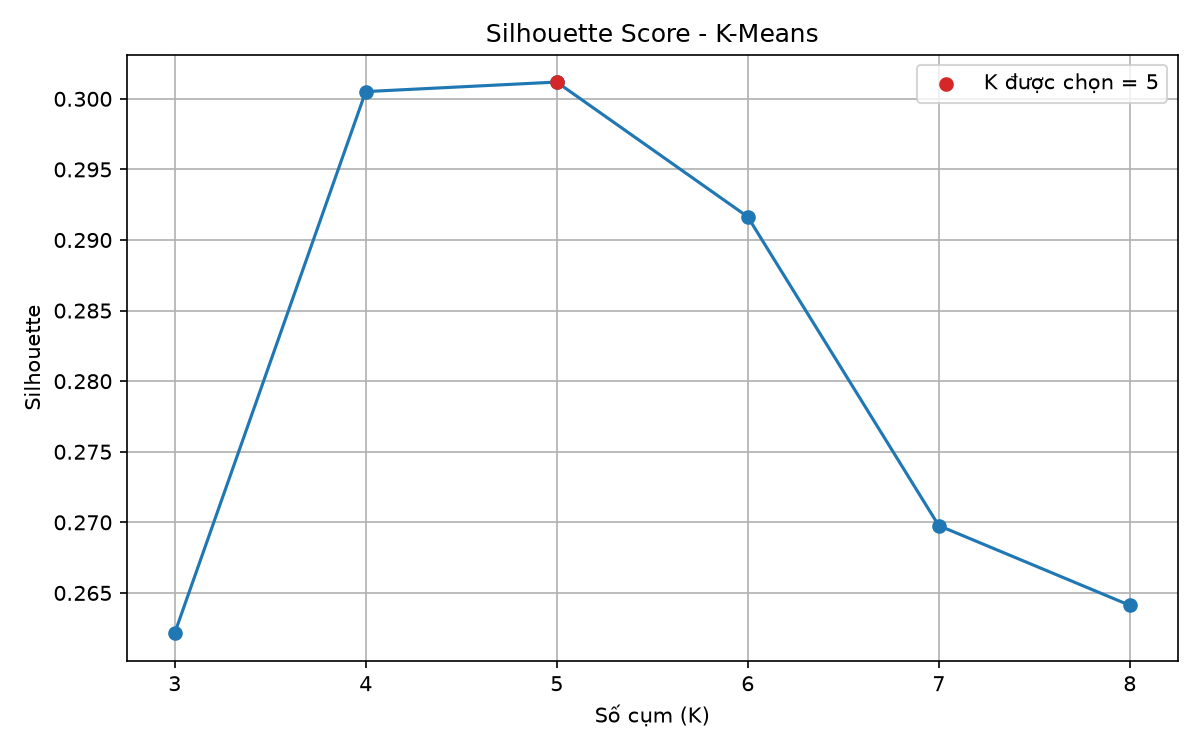 Silhouette Score - K-Means
K được chọn = 5
0.300
0.295
0.290
0.285
0.280
0.275
0.270
0.265
Silhouette
3 4 5 6 7 8
Số cụm (K)